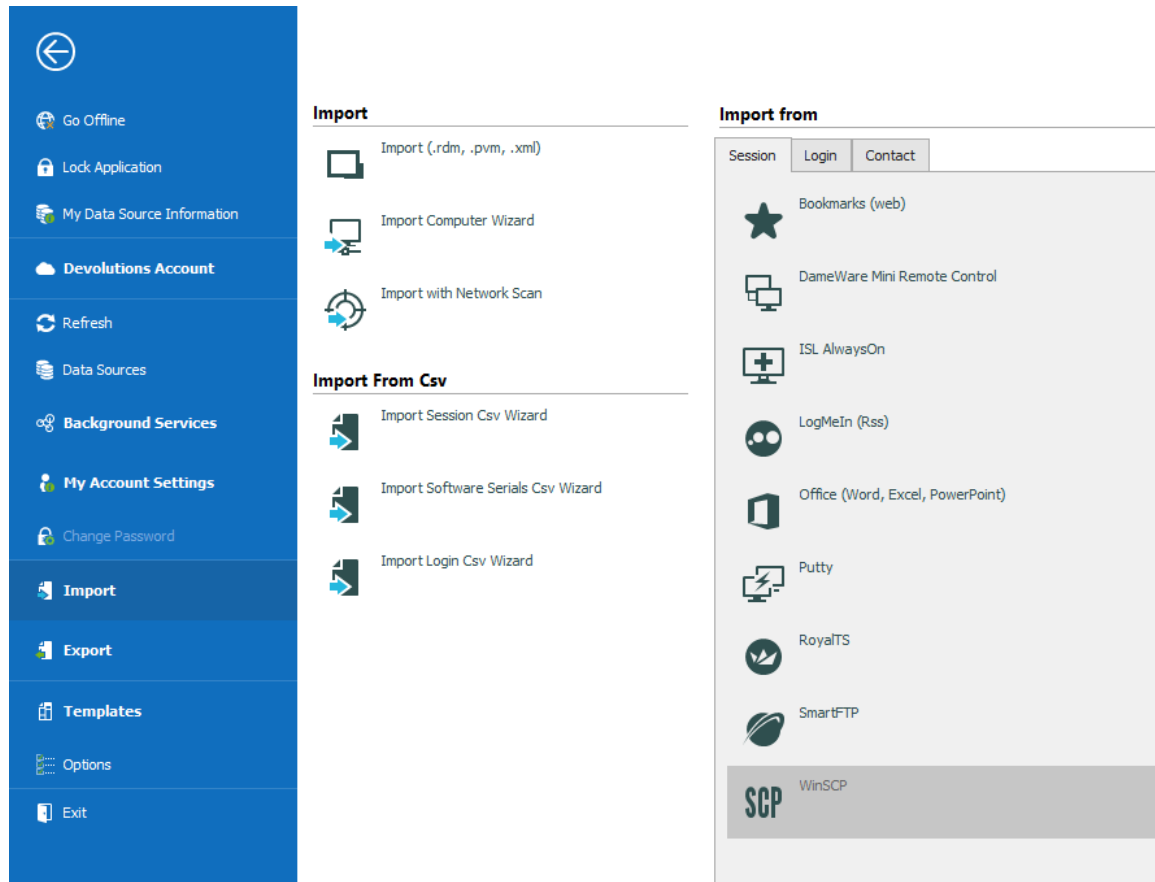 Go Offline
Lock Application
My Data Source Information
Devolutions Account
Refresh
Data Sources
Background Services
My Account Settings
Change Password
Import
Export
Templates
Options
Exit
Import
Import (.rdm, .pvm, .xml)
Import Computer Wizard
Import with Network Scan
Import From Csv
Import Session Csv Wizard
Import Software Serials Csv Wizard
Import Login Csv Wizard
Import from
Session Login Contact
Bookmarks (web)
DameWare Mini Remote Control
ISL AlwaysOn
LogMeIn (Rss)
Office (Word, Excel, PowerPoint)
Putty
RoyalTS
SmartFTP
SCP WinSCP